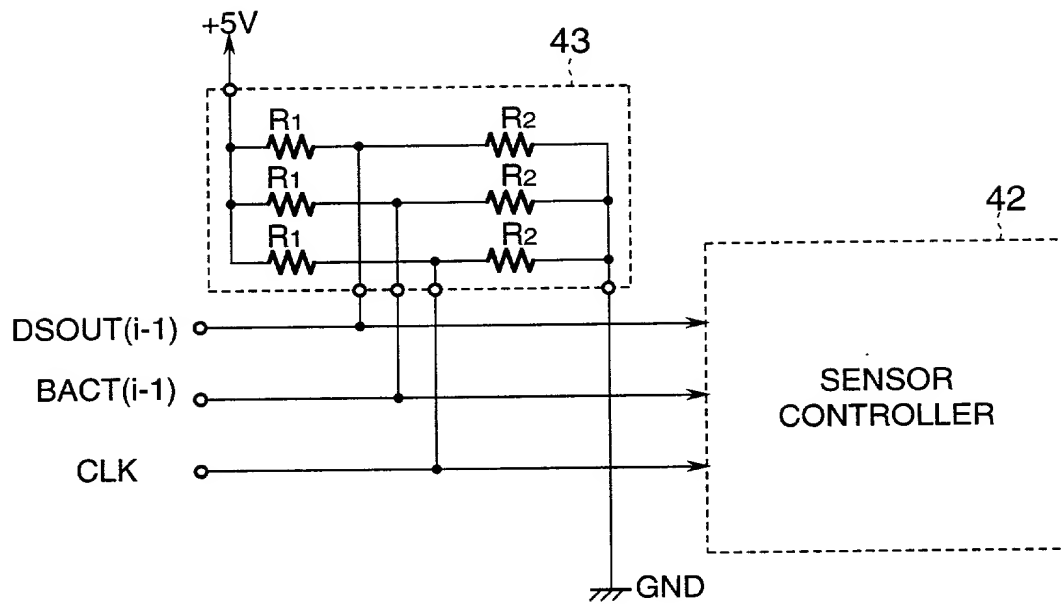 +5V
43
R1
R2
R1
R2
R1
R2
42
DSOUT(i-1)
BACT(i-1)
CLK
SENSOR
CONTROLLER
GND